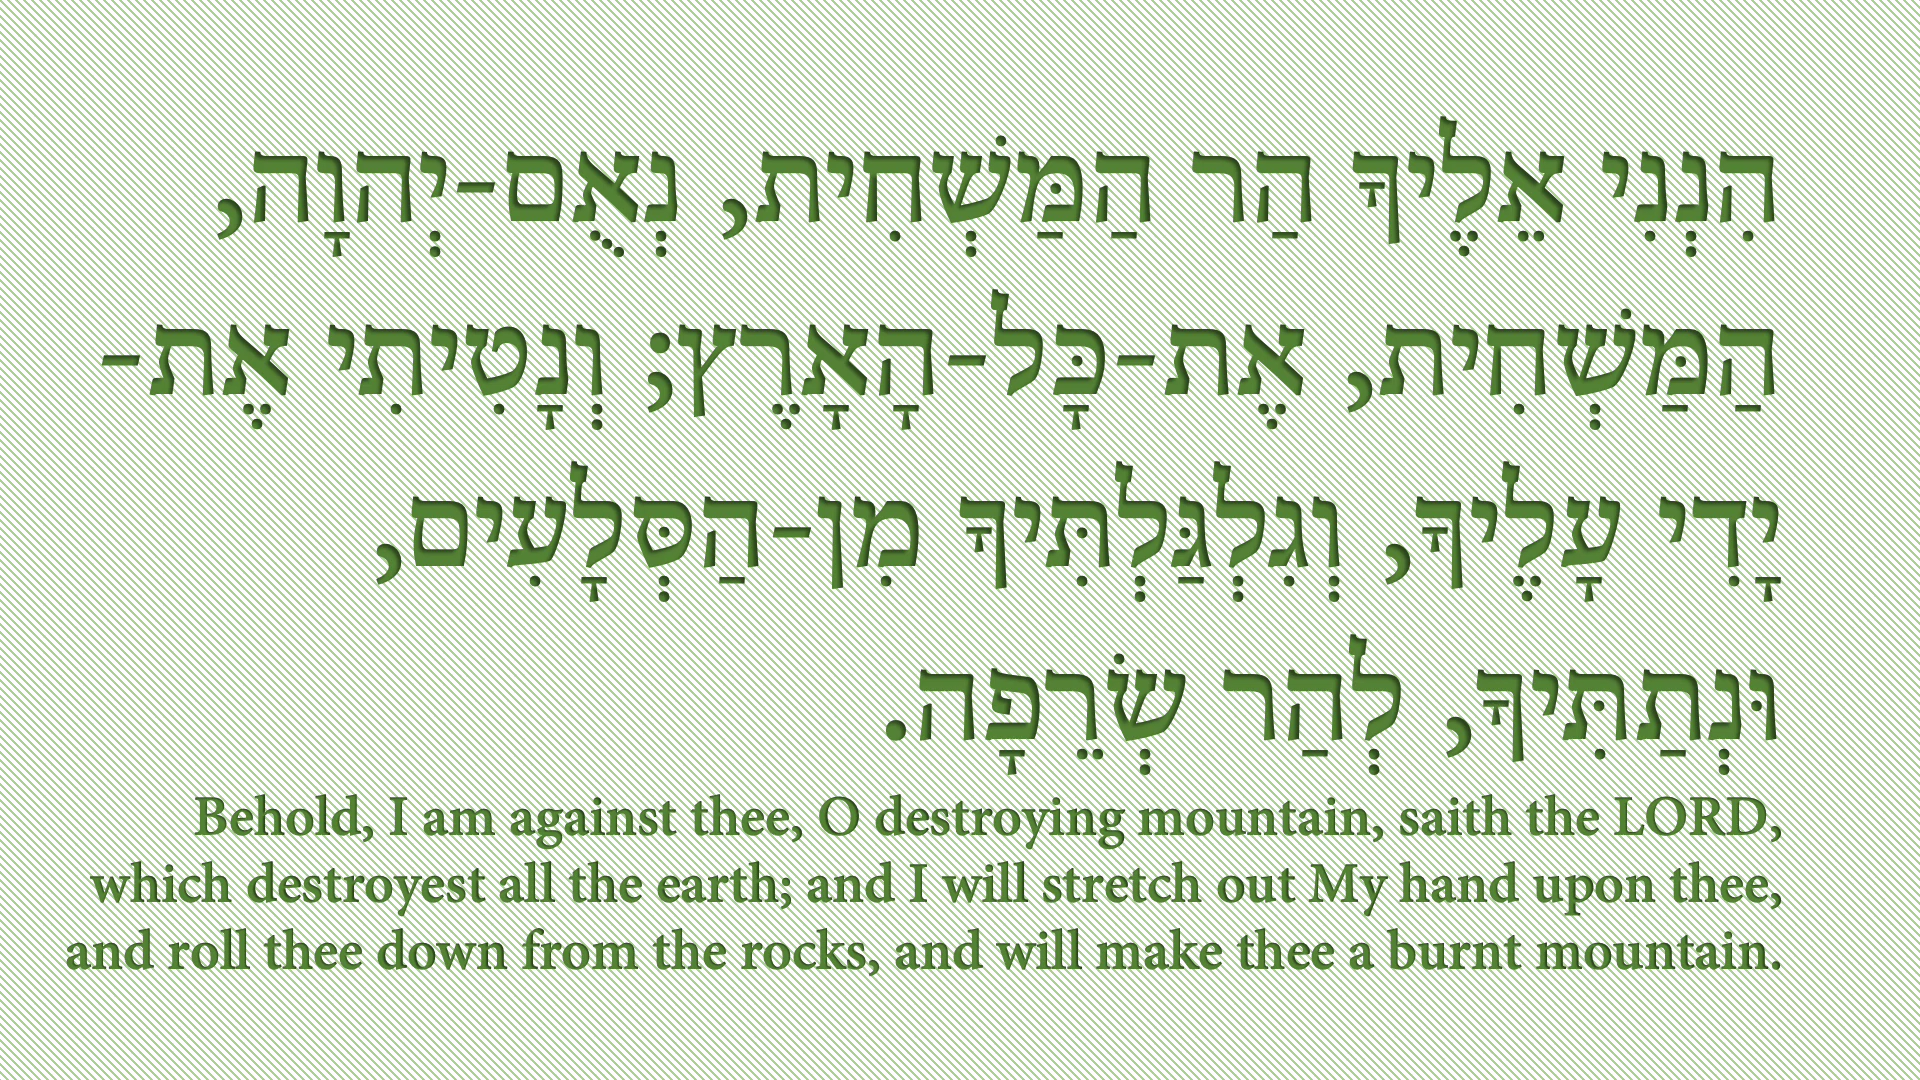 הִנְנִי אֵלֶיךָ הַר הַמַּשְׁחִית, נְאֻם-יְהוָה,
הַמַּשְׁחִית, אֶת-כָּל-הָאָרֶץ; וְנָטִיתִי אֶת-
יָדִי עָלֶיךָ, וְגִלְגַּלְתִּיךָ מִן-הַסְּלָעִים,
וּנְתַתִּיךָ, לְהַר שְׂרֵפָה.
Behold, I am against thee, O destroying mountain, saith the LORD,
which destroyest all the earth; and I will stretch out My hand upon thee,
and roll thee down from the rocks, and will make thee a burnt mountain.